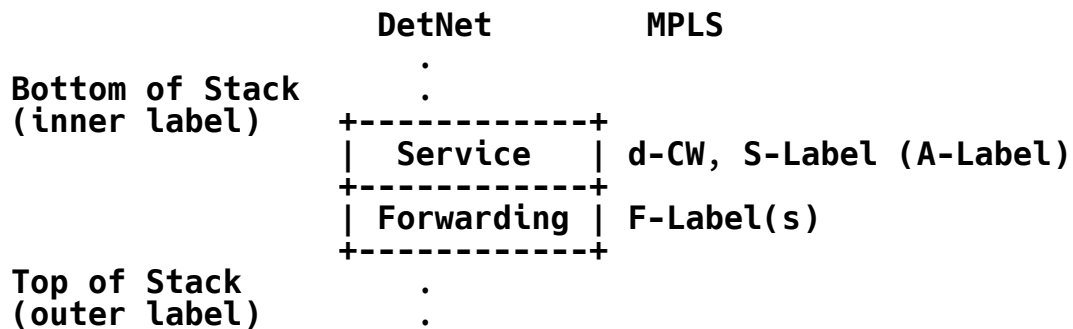 DetNet        MPLS
                     .
Bottom of Stack      .
(inner label)    +------------+
                 |  Service   | d-CW, S-Label (A-Label)
                 +------------+
                 | Forwarding | F-Label(s)
                 +------------+
Top of Stack         .
(outer label)        .